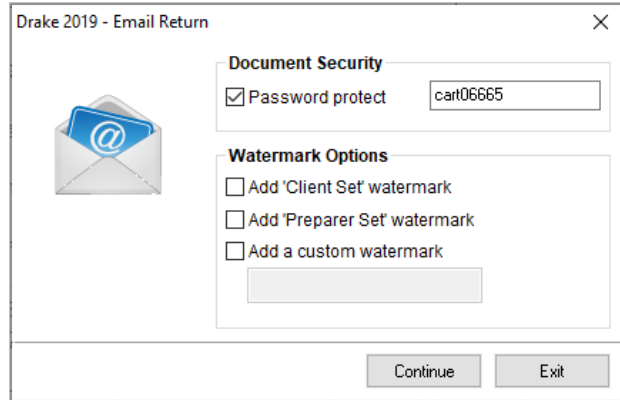 Drake 2019 - Email Return
Document Security
Password protect cart06665
@
Watermark Options
Add 'Client Set' watermark
Add 'Preparer Set' watermark
Add a custom watermark
Continue Exit